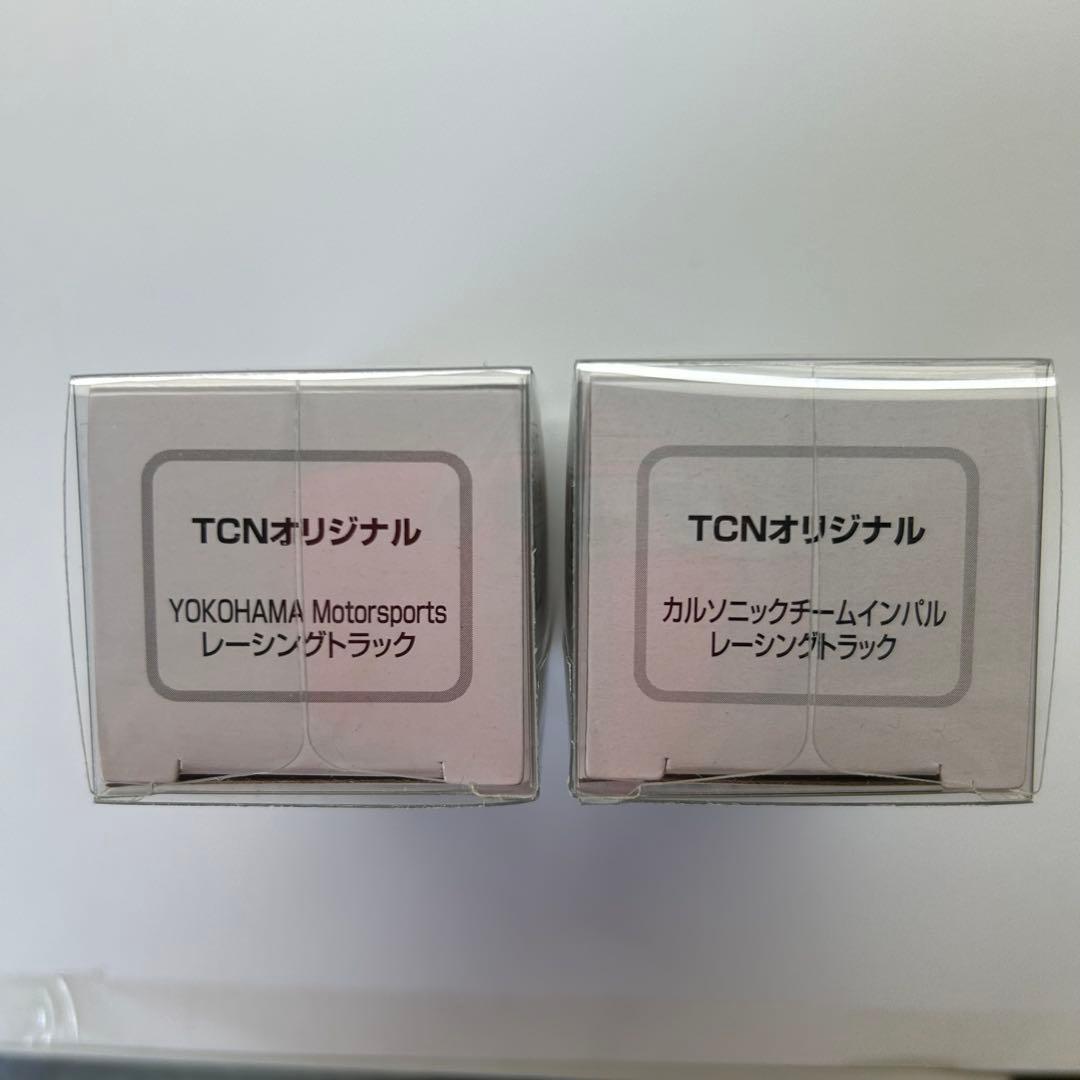 TCNオリジナル
YOKOHAMA Motorsports
レーシングトラック
TCNオリジナル
カルソニックチームインパル
レーシングトラック